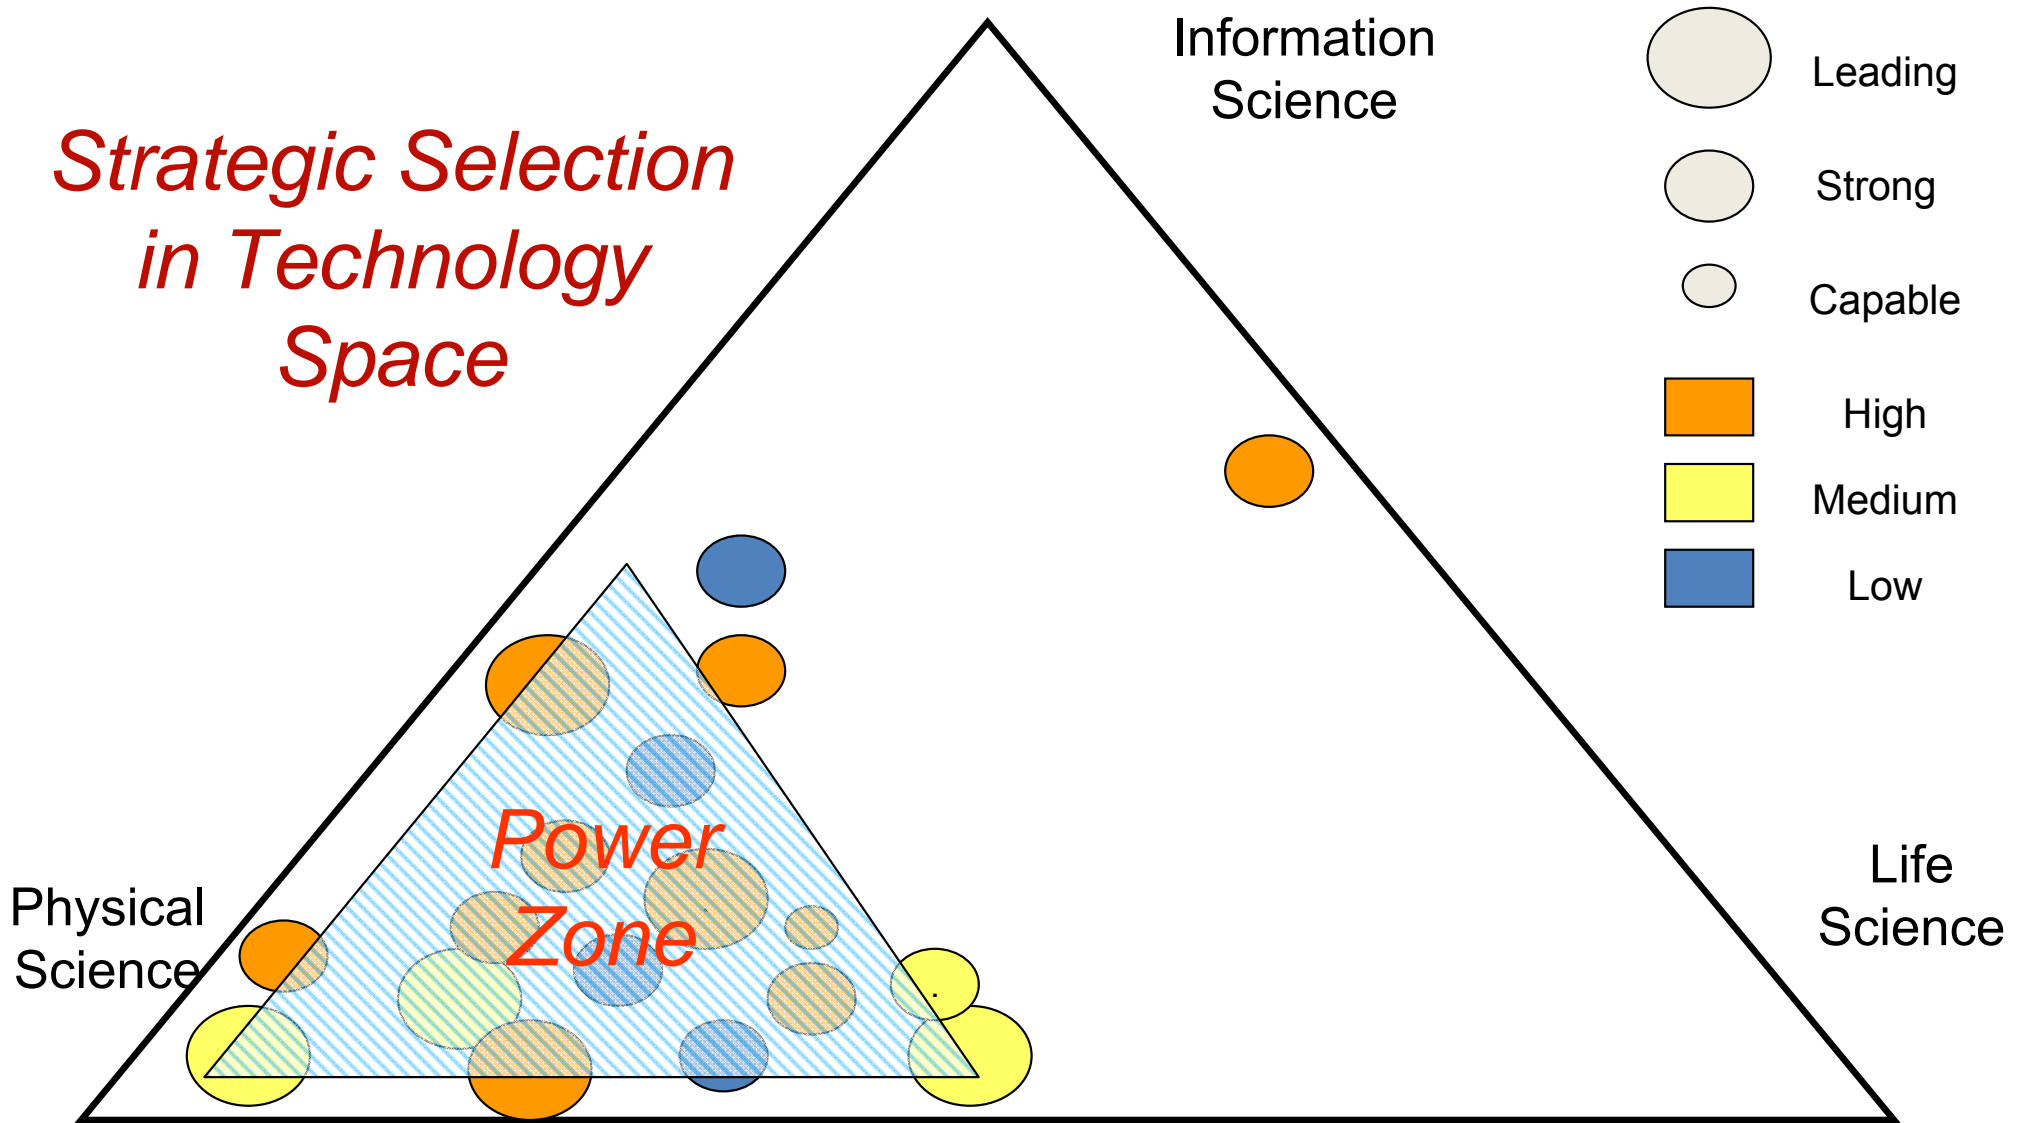 Strategic Selection
in Technology
Space
Information
Science
Leading
Strong
Capable
High
Medium
Low
Power
Zone
Physical
Science
Life
Science
.